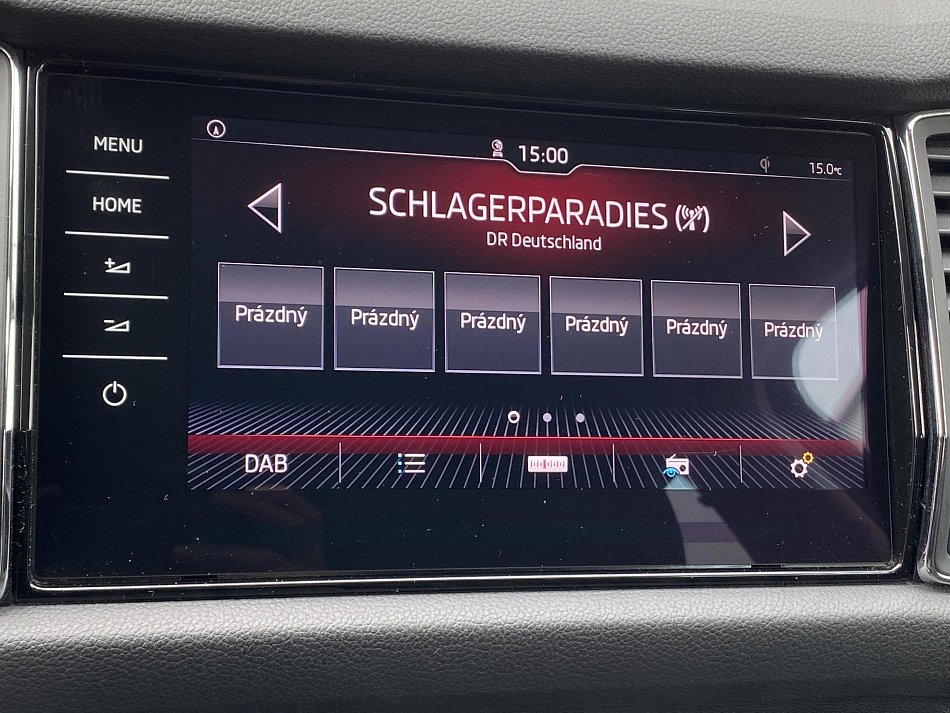 MENU
HOME
15:00
15.0°C
SCHLAGERPARADIES
DR Deutschland
Prázdný Prázdný Prázdný Prázdný Prázdný Prázdný
DAB